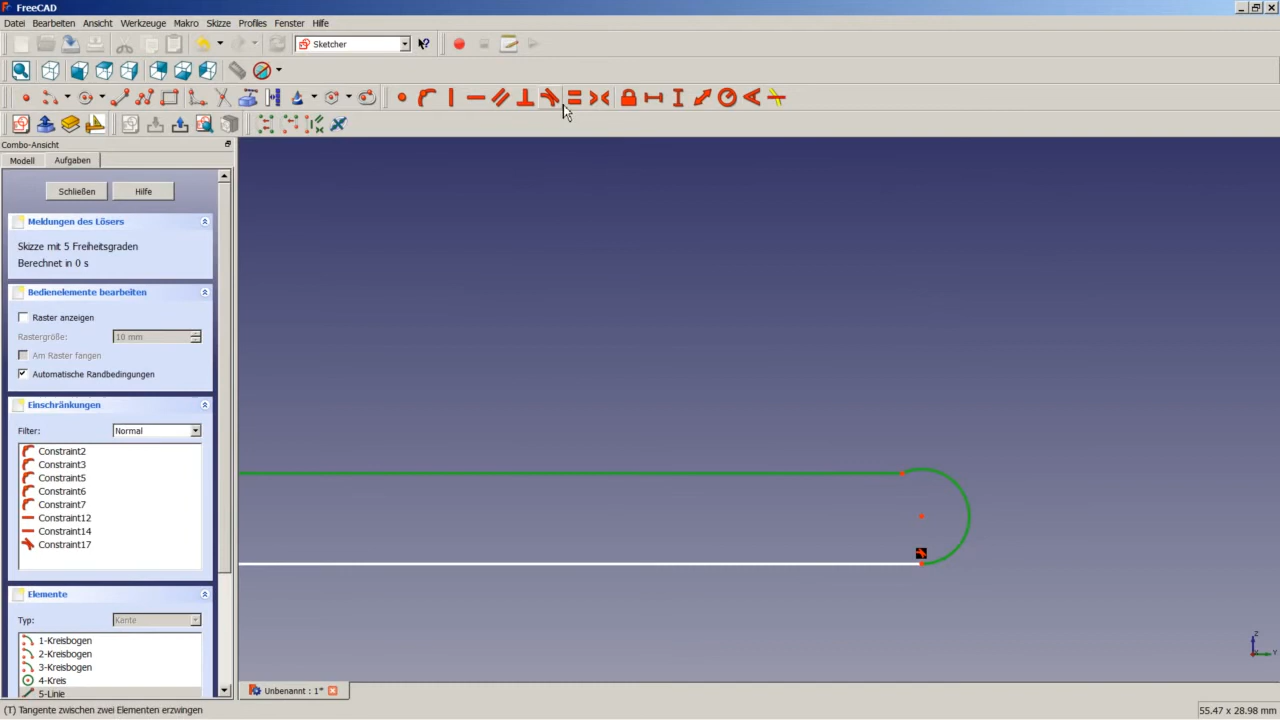 FreeCAD
Datei Bearbeiten Ansicht Werkzeuge Makro Skizze Profiles Fenster Hilfe
Sketcher
Combo-Ansicht
Modell Aufgaben
Schließen Hilfe
Meldungen des Lösers
Skizze mit 5 Freiheitsgraden
Berechnet in 0 s
Bedienelemente bearbeiten
Raster anzeigen
Rastergröße: 10 mm
Am Raster fangen
Automatische Randbedingungen
Einschränkungen
Filter: Normal
Constraint2
Constraint3
Constraint5
Constraint6
Constraint7
Constraint12
Constraint14
Constraint17
Elemente
Typ: Kante
1-Kreisbogen
2-Kreisbogen
3-Kreisbogen
4-Kreis
5-Linie
Z
Y
Unbenannt : 1*
(T) Tangente zwischen zwei Elementen erzwingen
55.47 x 28.98 mm